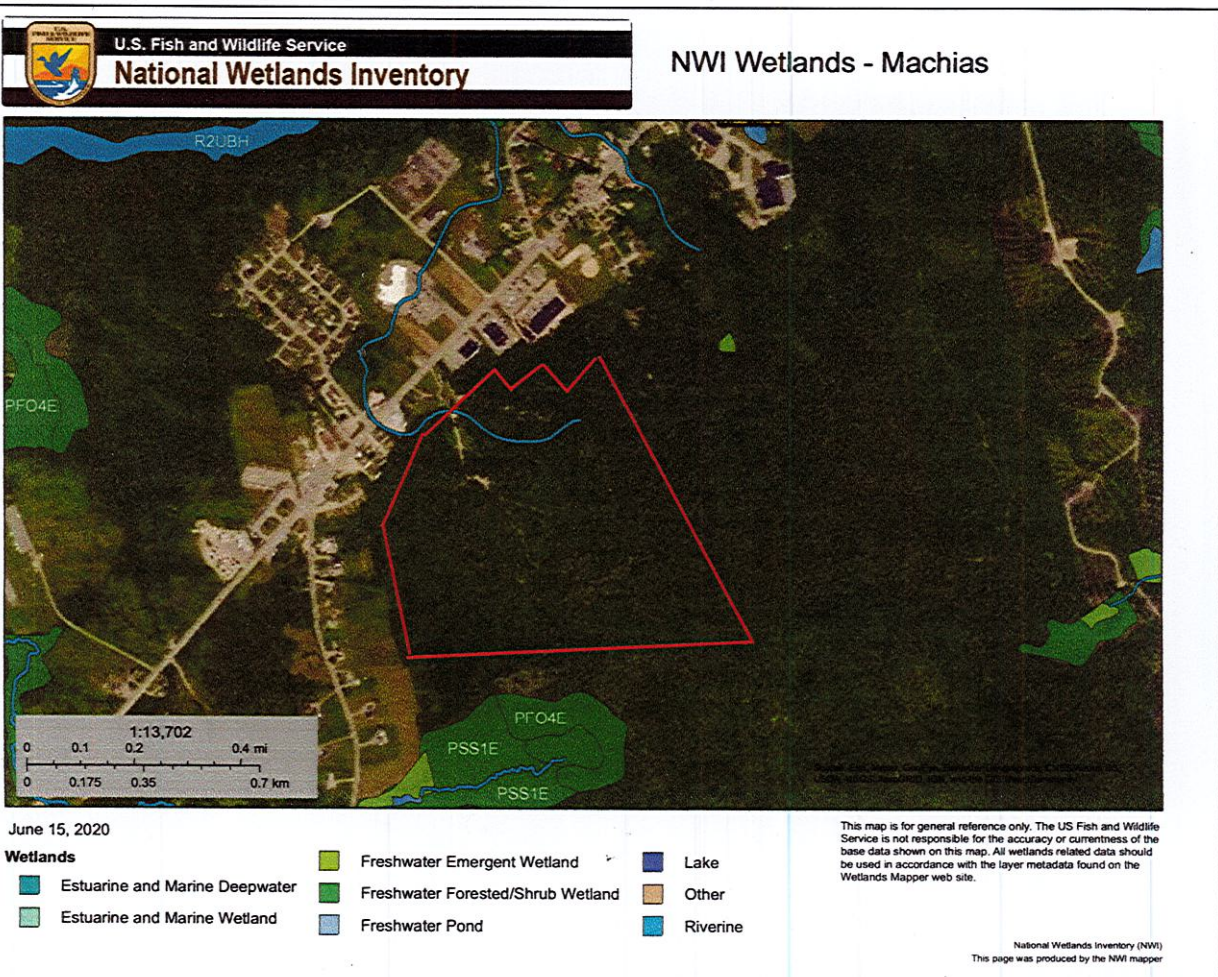 U.S. Fish and Wildlife Service
National Wetlands Inventory
NWI Wetlands - Machias
R2UBH
PFO4E
PFO4E
PSS1E
PSS1E
1:13,702
0 0.1 0.2 0.4 mi
0 0.175 0.35 0.7 km
June 15, 2020
Wetlands
Estuarine and Marine Deepwater
Estuarine and Marine Wetland
Freshwater Emergent Wetland
Freshwater Forested/Shrub Wetland
Freshwater Pond
Lake
Other
Riverine
This map is for general reference only. The US Fish and Wildlife
Service is not responsible for the accuracy or currentness of the
base data shown on this map. All wetlands related data should
be used in accordance with the layer metadata found on the
Wetlands Mapper web site.
National Wetlands Inventory (NWI)
This page was produced by the NWI mapper